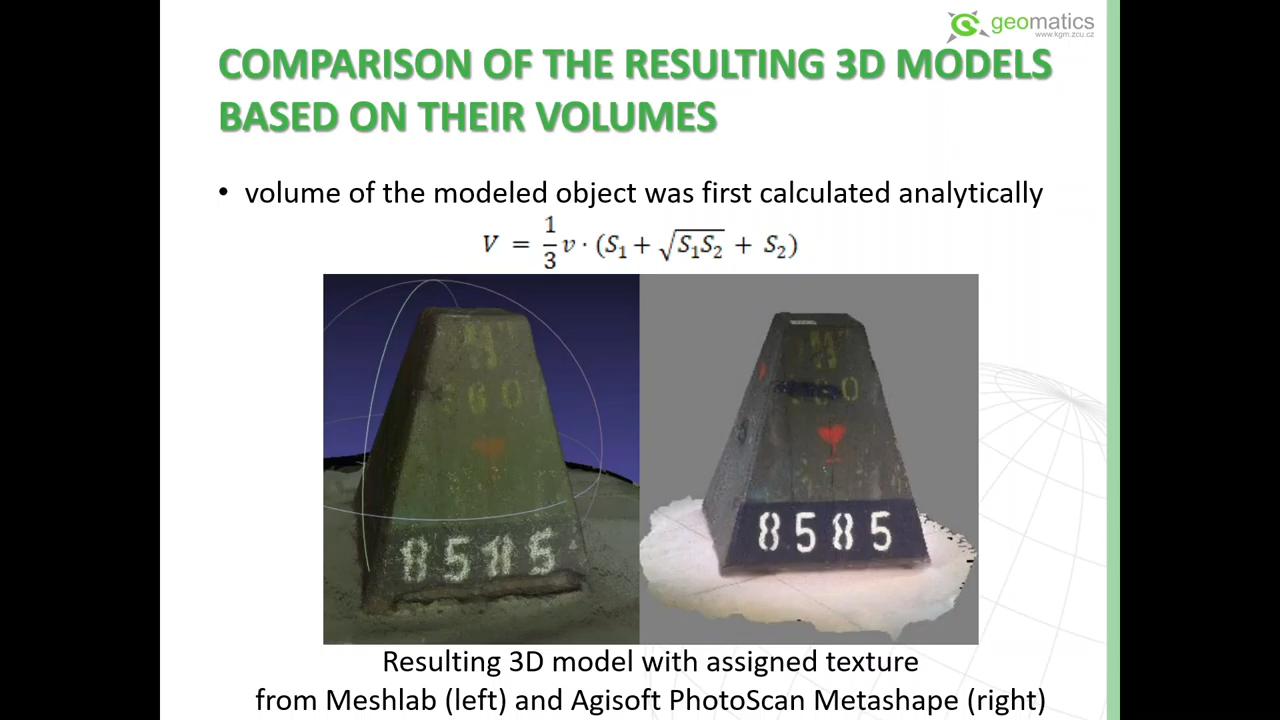 geomatics
www.kgm.zcu.cz
COMPARISON OF THE RESULTING 3D MODELS
BASED ON THEIR VOLUMES
• volume of the modeled object was first calculated analytically
V = 1/3 v · (S₁ + √S₁S₂ + S₂)
8585
8585
Resulting 3D model with assigned texture
from Meshlab (left) and Agisoft PhotoScan Metashape (right)